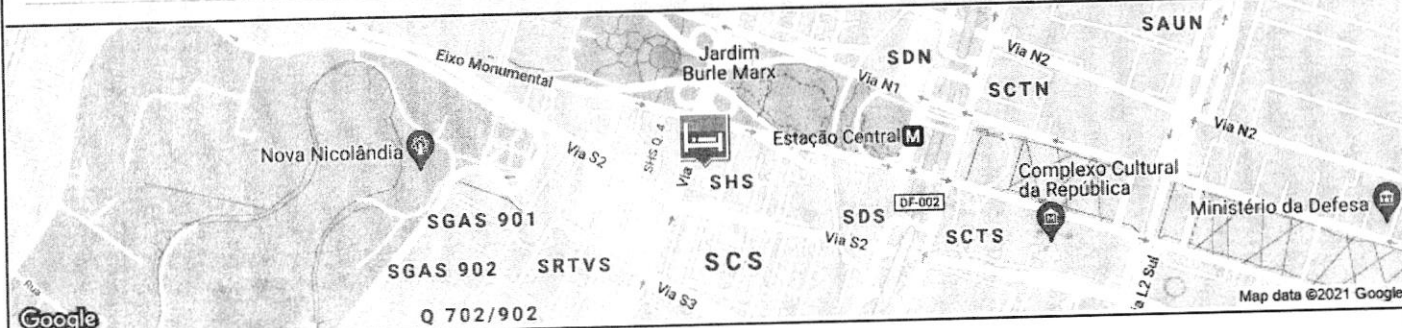 SAUN
Jardim
Burle Marx
SDN
Via N2
Eixo Monumental
Via N1
SCTN
Estação Central M
Via N2
Nova Nicolândia
Via S2
SHS Q. 4
Via
SHS
Complexo Cultural
da República
Ministério da Defesa
SGAS 901
SDS
DF-002
SCTS
Via S2
SGAS 902
SRTVS
SCS
Via S3
ia L2 Sul
Rua
Q 702/902
Google
Map data ©2021 Google